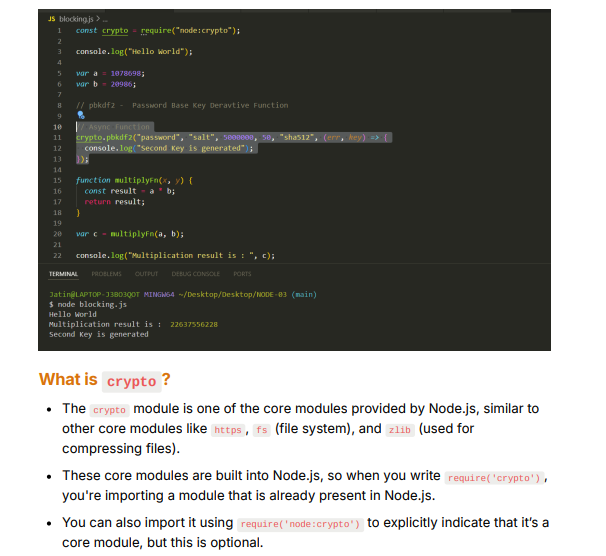 JS blocking.js > ...
1 const crypto = require("node:crypto");
2
3 console.log("Hello World");
4
5 var a = 1078698;
6 var b = 20986;
7
8 // pbkdf2 - Password Base Key Deravtive Function
9
10 // Async Function
11 crypto.pbkdf2("password", "salt", 5000000, 50, "sha512", (err, key) => {
12 console.log("Second Key is generated");
13 });
14
15 function multiplyFn(x, y) {
16 const result = a * b;
17 return result;
18 }
19
20 var c = multiplyFn(a, b);
21
22 console.log("Multiplication result is : ", c);
TERMINAL PROBLEMS OUTPUT DEBUG CONSOLE PORTS
Jatin@LAPTOP-J3BO3QOT MINGW64 ~/Desktop/Desktop/NODE-03 (main)
$ node blocking.js
Hello World
Multiplication result is : 22637556228
Second Key is generated
What is crypto ?
• The crypto module is one of the core modules provided by Node.js, similar to
other core modules like https, fs (file system), and zlib (used for
compressing files).
• These core modules are built into Node.js, so when you write require('crypto'),
you're importing a module that is already present in Node.js.
• You can also import it using require('node:crypto') to explicitly indicate that it's a
core module, but this is optional.